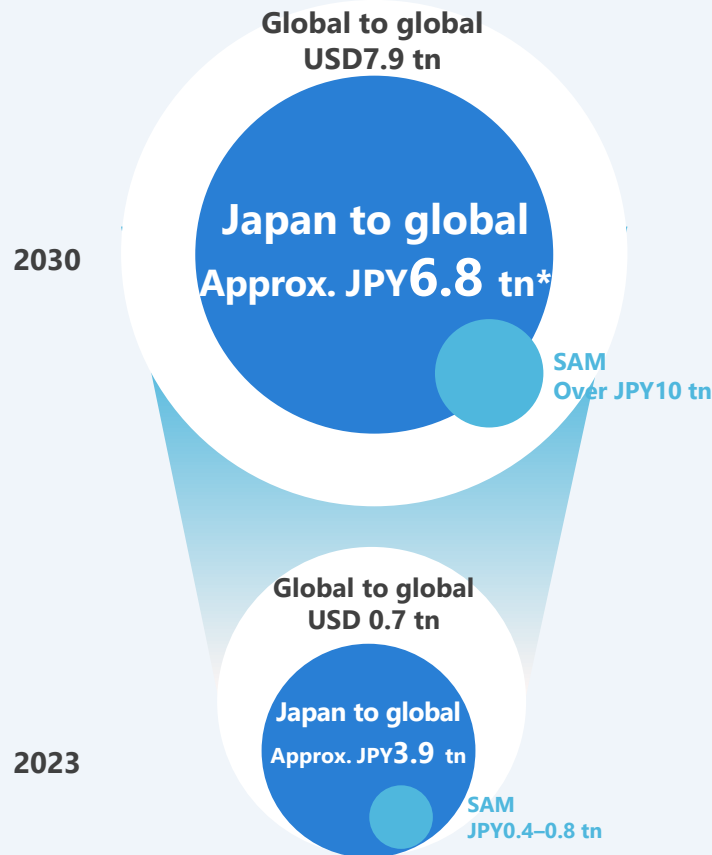 Global to global
USD7.9 tn
Japan to global
Approx. JPY6.8 tn*
2030
SAM
Over JPY10 tn
Global to global
USD 0.7 tn
Japan to global
Approx. JPY3.9 tn
2023
SAM
JPY0.4–0.8 tn